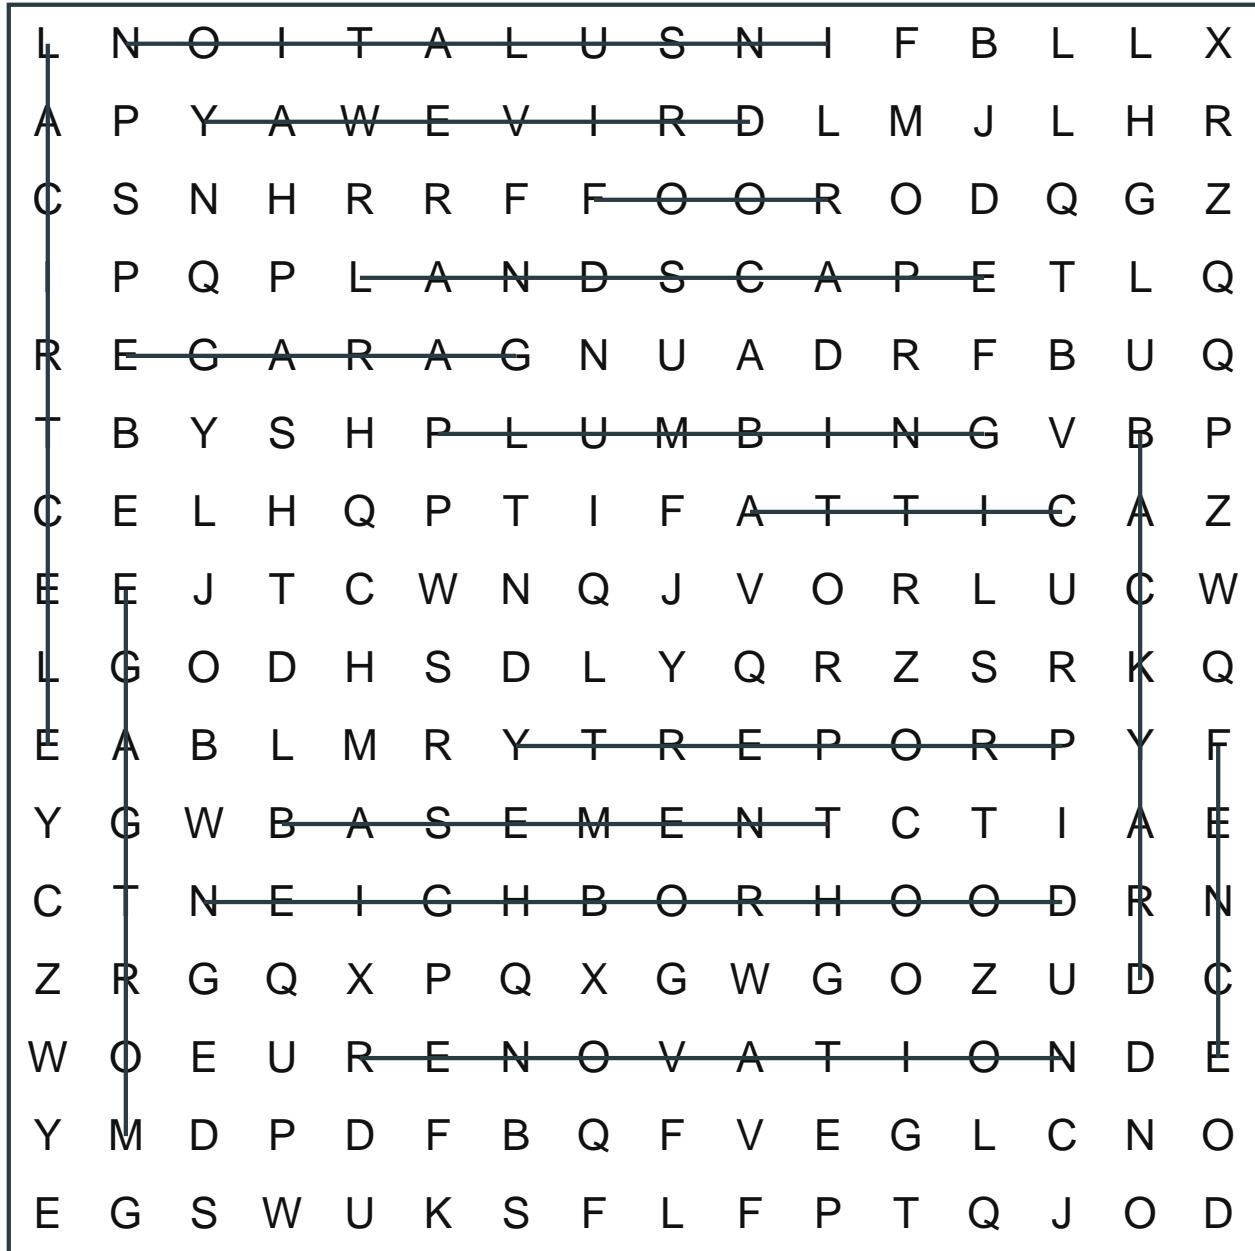 L N O I T A L U S N I F B L L X
A P Y A W E V I R D L M J L H R
C S N H R R F F O O R O D Q G Z
I P Q P L A N D S C A P E T L Q
R E G A R A G N U A D R F B U Q
T B Y S H P L U M B I N G V B P
C E L H Q P T I F A T T I C A Z
E E J T C W N Q J V O R L U C W
L G O D H S D L Y Q R Z S R K Q
E A B L M R Y T R E P O R P Y F
Y G W B A S E M E N T C T I A E
C T N E I G H B O R H O O D R N
Z R G Q X P Q X G W G O Z U D C
W O E U R E N O V A T I O N D E
Y M D P D F B Q F V E G L C N O
E G S W U K S F L F P T Q J O D